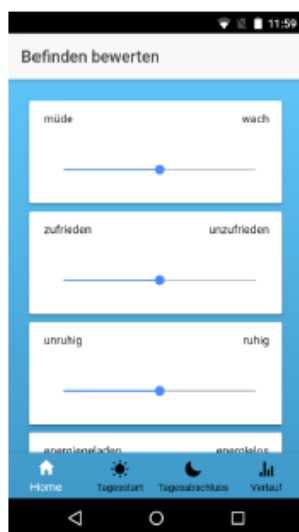 11:59
Befinden bewerten
müde wach
zufrieden unzufrieden
unruhig ruhig
energiegeladen energielos
Home Tagesstart Tagesabschluss Verlauf